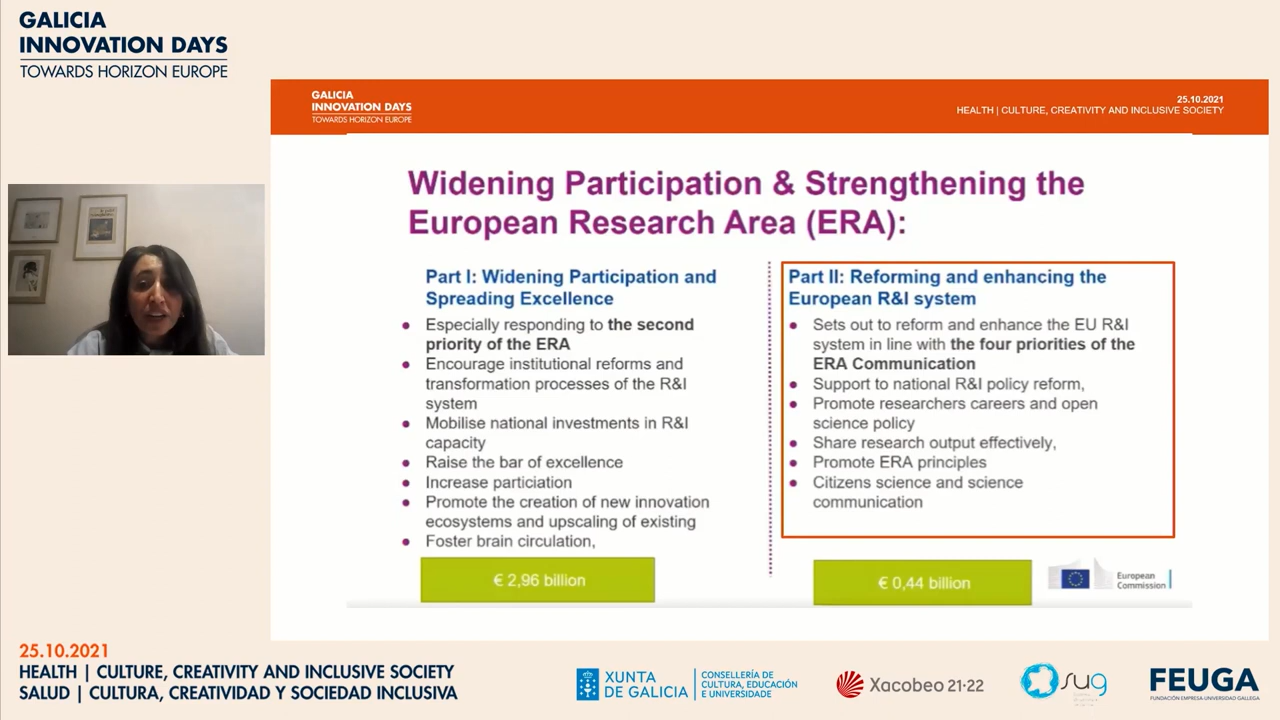 GALICIA
INNOVATION DAYS
TOWARDS HORIZON EUROPE
GALICIA
INNOVATION DAYS
TOWARDS HORIZON EUROPE
25.10.2021
HEALTH | CULTURE, CREATIVITY AND INCLUSIVE SOCIETY
Widening Participation & Strengthening the
European Research Area (ERA):
Part I: Widening Participation and
Spreading Excellence
● Especially responding to the second
priority of the ERA
● Encourage institutional reforms and
transformation processes of the R&I
system
● Mobilise national investments in R&I
capacity
● Raise the bar of excellence
● Increase particiation
● Promote the creation of new innovation
ecosystems and upscaling of existing
● Foster brain circulation,
€ 2,96 billion
Part II: Reforming and enhancing the
European R&I system
● Sets out to reform and enhance the EU R&I
system in line with the four priorities of the
ERA Communication
● Support to national R&I policy reform,
● Promote researchers careers and open
science policy
● Share research output effectively,
● Promote ERA principles
● Citizens science and science
communication
€ 0,44 billion
European
Commission
25.10.2021
HEALTH | CULTURE, CREATIVITY AND INCLUSIVE SOCIETY
SALUD | CULTURA, CREATIVIDAD Y SOCIEDAD INCLUSIVA
XUNTA
DE GALICIA
CONSELLERÍA
DE CULTURA, EDUCACIÓN
E UNIVERSIDADE
Xacobeo 21·22
sug
FEUGA
FUNDACIÓN EMPRESA-UNIVERSIDAD GALLEGA